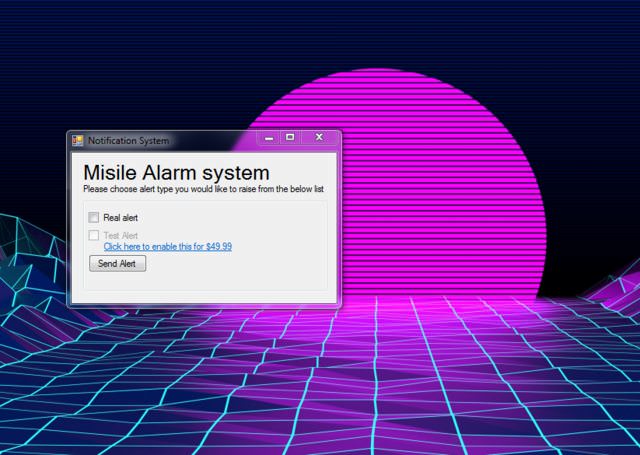 Notification System
Misile Alarm system
Please choose alert type you would like to raise from the below list
Real alert
Test Alert
Click here to enable this for $49.99
Send Alert